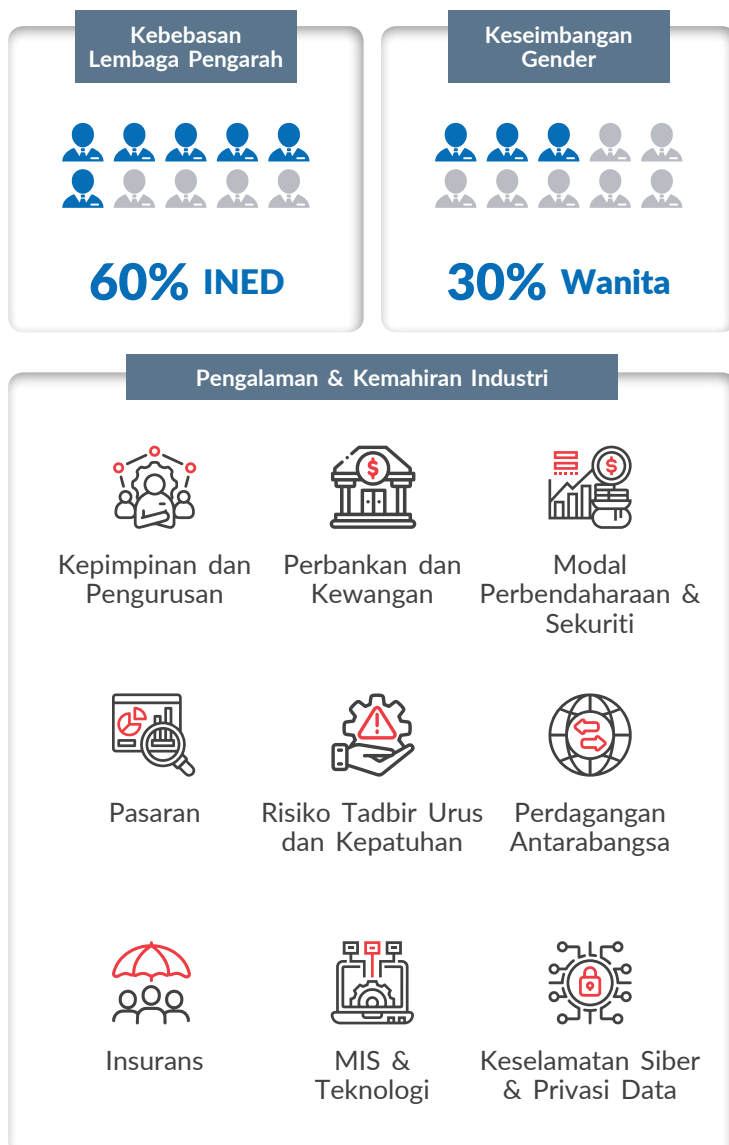 Kebebasan
Lembaga Pengarah
60% INED
Keseimbangan
Gender
30% Wanita
Pengalaman & Kemahiran Industri
Kepimpinan dan
Pengurusan
Perbankan dan
Kewangan
Modal
Perbendaharaan &
Sekuriti
Pasaran
Risiko Tadbir Urus
dan Kepatuhan
Perdagangan
Antarabangsa
Insurans
MIS &
Teknologi
Keselamatan Siber
& Privasi Data